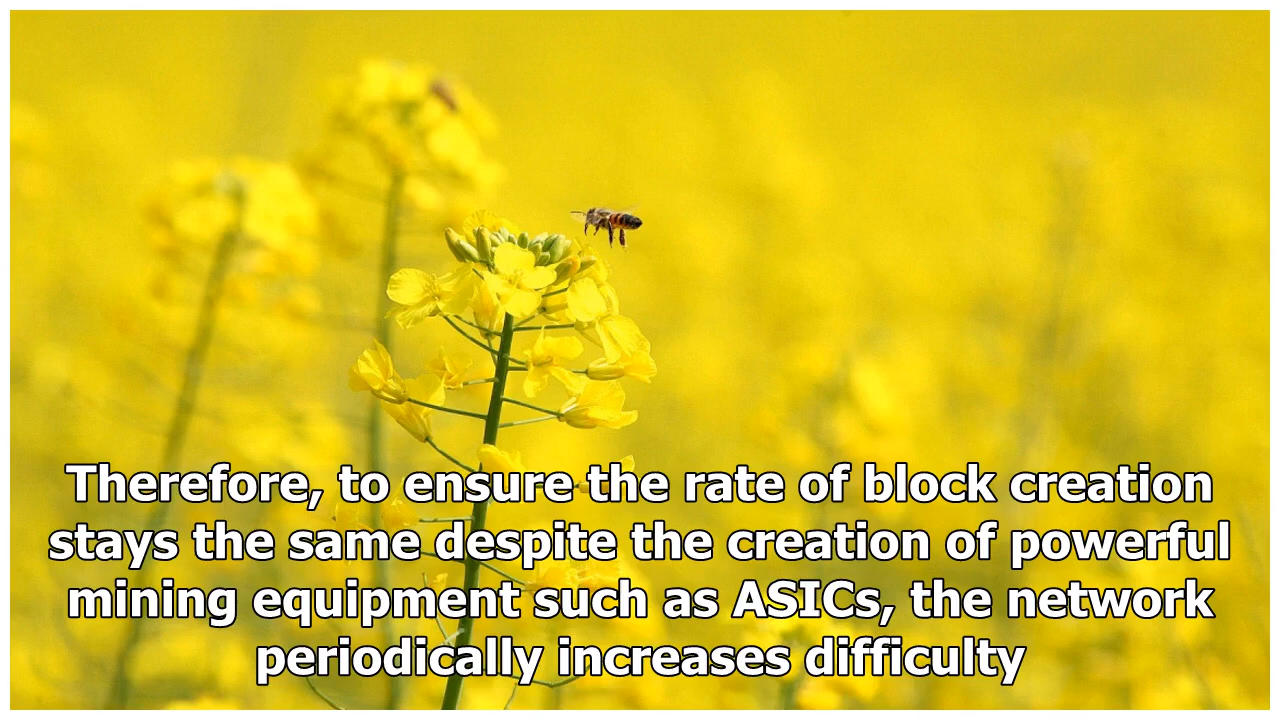 Therefore, to ensure the rate of block creation
stays the same despite the creation of powerful
mining equipment such as ASICs, the network
periodically increases difficulty